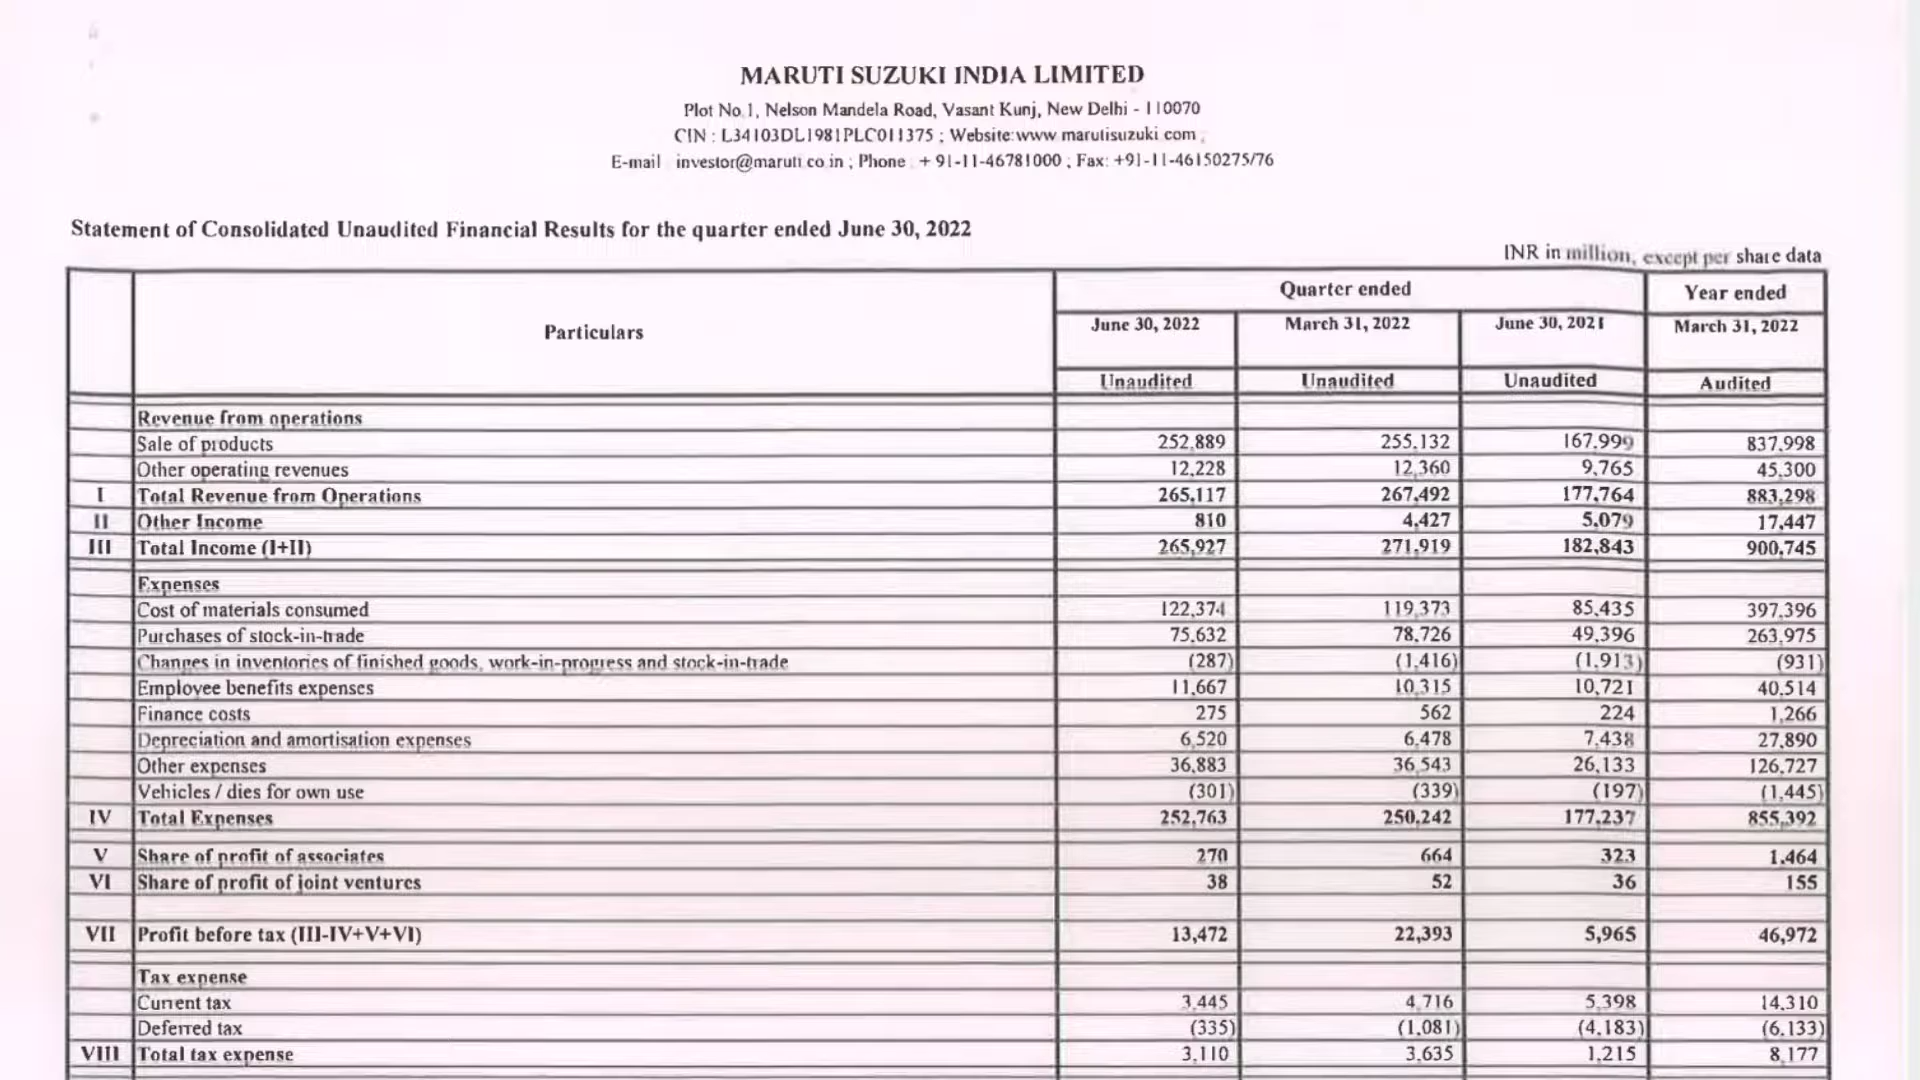 MARUTI SUZUKI INDIA LIMITED
Plot No.1, Nelson Mandela Road, Vasant Kunj, New Delhi - 110070
CIN : L34103DL1981PLC011375 ; Website:www.marutisuzuki.com ;
E-mail : investor@maruti.co.in ; Phone : + 91-11-46781000 ; Fax: +91-11-46150275/76
Statement of Consolidated Unaudited Financial Results for the quarter ended June 30, 2022
INR in million, except per share data
Particulars Quarter ended Year ended
June 30, 2022 March 31, 2022 June 30, 2021 March 31, 2022
Unaudited Unaudited Unaudited Audited
Revenue from operations
Sale of products 252,889 255,132 167,999 837,998
Other operating revenues 12,228 12,360 9,765 45,300
I Total Revenue from Operations 265,117 267,492 177,764 883,298
II Other Income 810 4,427 5,079 17,447
III Total Income (I+II) 265,927 271,919 182,843 900,745
Expenses
Cost of materials consumed 122,374 119,373 85,435 397,396
Purchases of stock-in-trade 75,632 78,726 49,396 263,975
Changes in inventories of finished goods, work-in-progress and stock-in-trade (287) (1,416) (1,913) (931)
Employee benefits expenses 11,667 10,315 10,721 40,514
Finance costs 275 562 224 1,266
Depreciation and amortisation expenses 6,520 6,478 7,438 27,890
Other expenses 36,883 36,543 26,133 126,727
Vehicles / dies for own use (301) (339) (197) (1,445)
IV Total Expenses 252,763 250,242 177,237 855,392
V Share of profit of associates 270 664 323 1,464
VI Share of profit of joint ventures 38 52 36 155
VII Profit before tax (III-IV+V+VI) 13,472 22,393 5,965 46,972
Tax expense
Current tax 3,445 4,716 5,398 14,310
Deferred tax (335) (1,081) (4,183) (6,133)
VIII Total tax expense 3,110 3,635 1,215 8,177